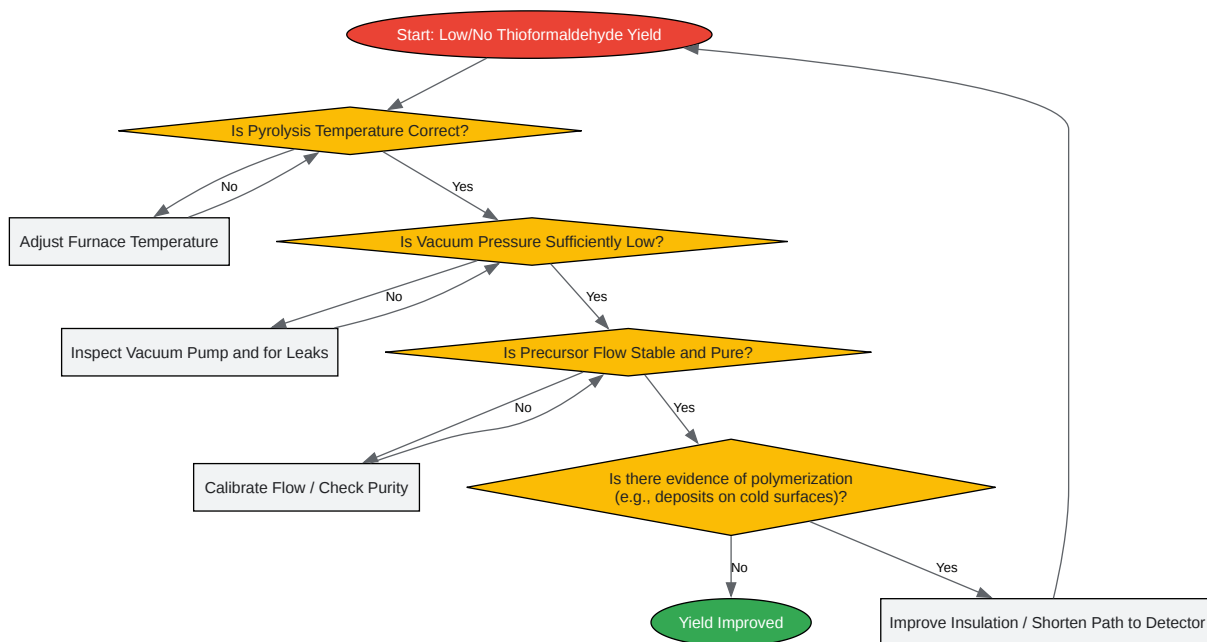 Start: Low/No Thioformaldehyde Yield
Is Pyrolysis Temperature Correct?
No
Yes
Adjust Furnace Temperature
Is Vacuum Pressure Sufficiently Low?
No
Yes
Inspect Vacuum Pump and for Leaks
Is Precursor Flow Stable and Pure?
No
Yes
Calibrate Flow / Check Purity
Is there evidence of polymerization
(e.g., deposits on cold surfaces)?
No
Yes
Yield Improved
Improve Insulation / Shorten Path to Detector